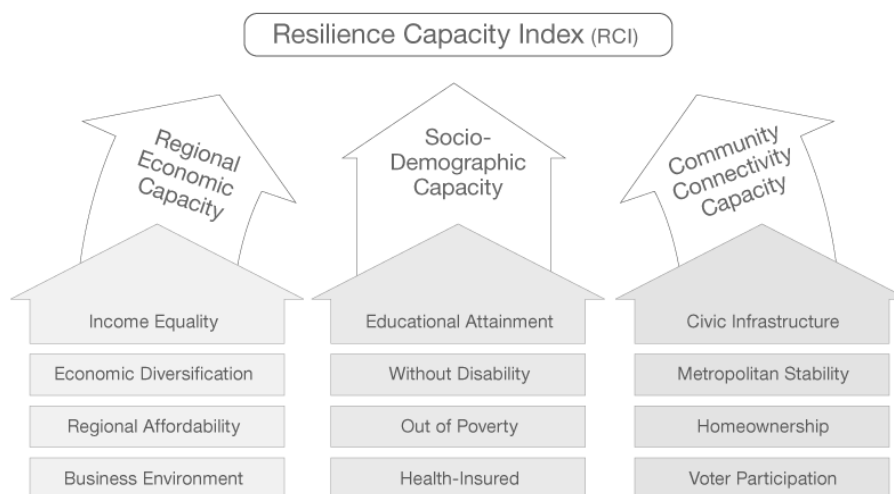 Resilience Capacity Index (RCI)
Regional
Economic
Capacity
Socio-
Demographic
Capacity
Community
Connectivity
Capacity
Income Equality
Economic Diversification
Regional Affordability
Business Environment
Educational Attainment
Without Disability
Out of Poverty
Health-Insured
Civic Infrastructure
Metropolitan Stability
Homeownership
Voter Participation